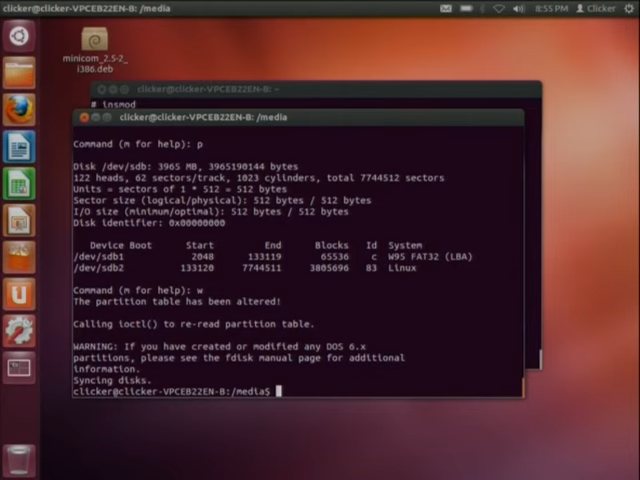 clicker@clicker-VPCEB22EN-B: /media
8:55 PM
Clicker
minicom_2.5-2_
i386.deb
clicker@clicker-VPCEB22EN-B: ~
# insmod
clicker@clicker-VPCEB22EN-B: /media
Command (m for help): p
Disk /dev/sdb: 3965 MB, 3965190144 bytes
122 heads, 62 sectors/track, 1023 cylinders, total 7744512 sectors
Units = sectors of 1 * 512 = 512 bytes
Sector size (logical/physical): 512 bytes / 512 bytes
I/O size (minimum/optimal): 512 bytes / 512 bytes
Disk identifier: 0x00000000
Device Boot Start End Blocks Id System
/dev/sdb1 2048 133119 65536 c W95 FAT32 (LBA)
/dev/sdb2 133120 7744511 3805696 83 Linux
Command (m for help): w
The partition table has been altered!
Calling ioctl() to re-read partition table.
WARNING: If you have created or modified any DOS 6.x
partitions, please see the fdisk manual page for additional
information.
Syncing disks.
clicker@clicker-VPCEB22EN-B:/media$